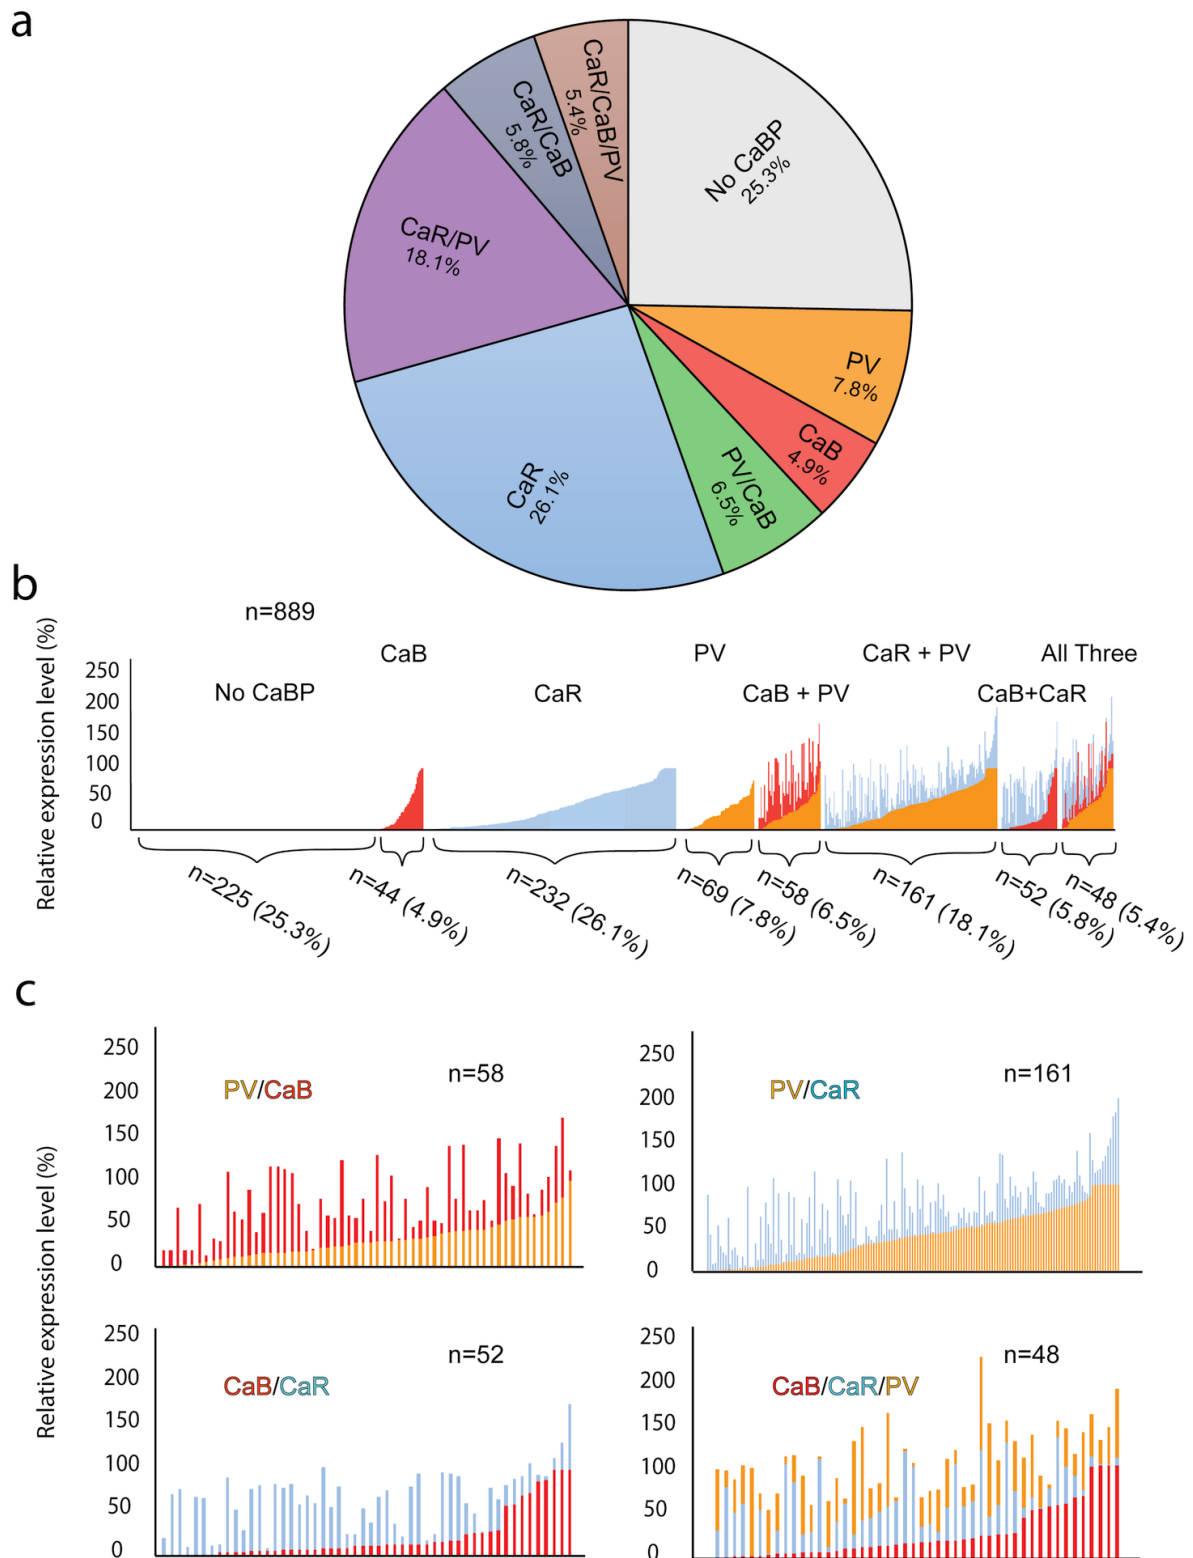 a
No CaBP
25.3%
PV
7.8%
CaB
4.9%
PV/CaB
6.5%
CaR
26.1%
CaR/PV
18.1%
CaR/CaB
5.8%
CaR/CaB/PV
5.4%
b
n=889
Relative expression level (%)
250
200
150
100
50
0
CaB
PV
CaR + PV
All Three
No CaBP
CaR
CaB + PV
CaB+CaR
n=225 (25.3%)
n=44 (4.9%)
n=232 (26.1%)
n=69 (7.8%)
n=58 (6.5%)
n=161 (18.1%)
n=52 (5.8%)
n=48 (5.4%)
c
Relative expression level (%)
250
200
150
100
50
0
PV/CaB
n=58
250
200
150
100
50
0
PV/CaR
n=161
250
200
150
100
50
0
CaB/CaR
n=52
250
200
150
100
50
0
CaB/CaR/PV
n=48